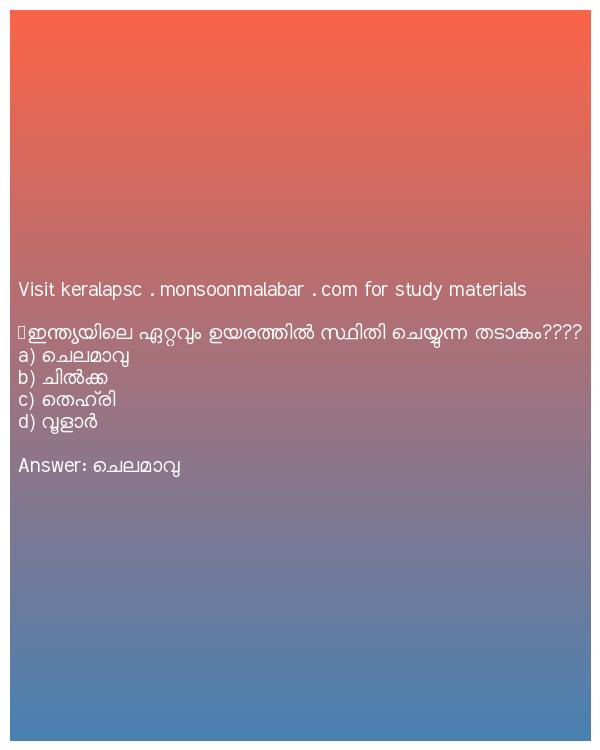 Visit keralapsc . monsoonmalabar . com for study materials
ഇന്ത്യയിലെ ഏറ്റവും ഉയരത്തിൽ സ്ഥിതി ചെയ്യുന്ന തടാകം????
a) ചെലമാവു
b) ചിൽക്ക
c) തെഹ്രി
d) വൂളാർ
Answer: ചെലമാവു